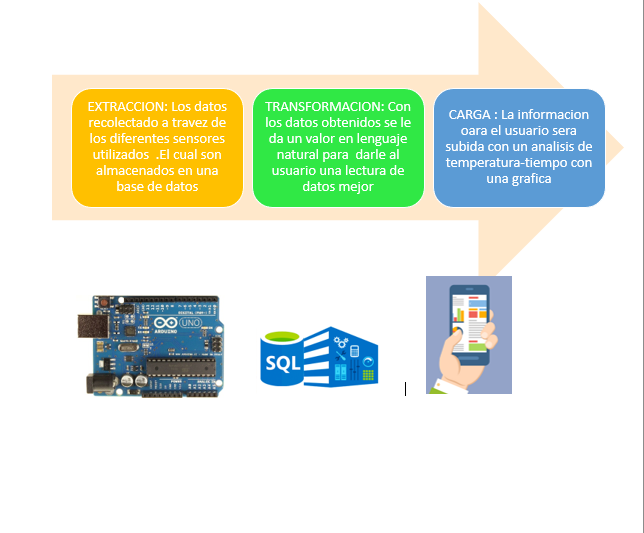 EXTRACCION: Los datos
recolectado a travez de
los diferentes sensores
utilizados .El cual son
almacenados en una
base de datos
TRANSFORMACION: Con
los datos obtenidos se le
da un valor en lenguaje
natural para darle al
usuario una lectura de
datos mejor
CARGA : La informacion
oara el usuario sera
subida con un analisis de
temperatura-tiempo con
una grafica
UNO
ARDUINO
SQL